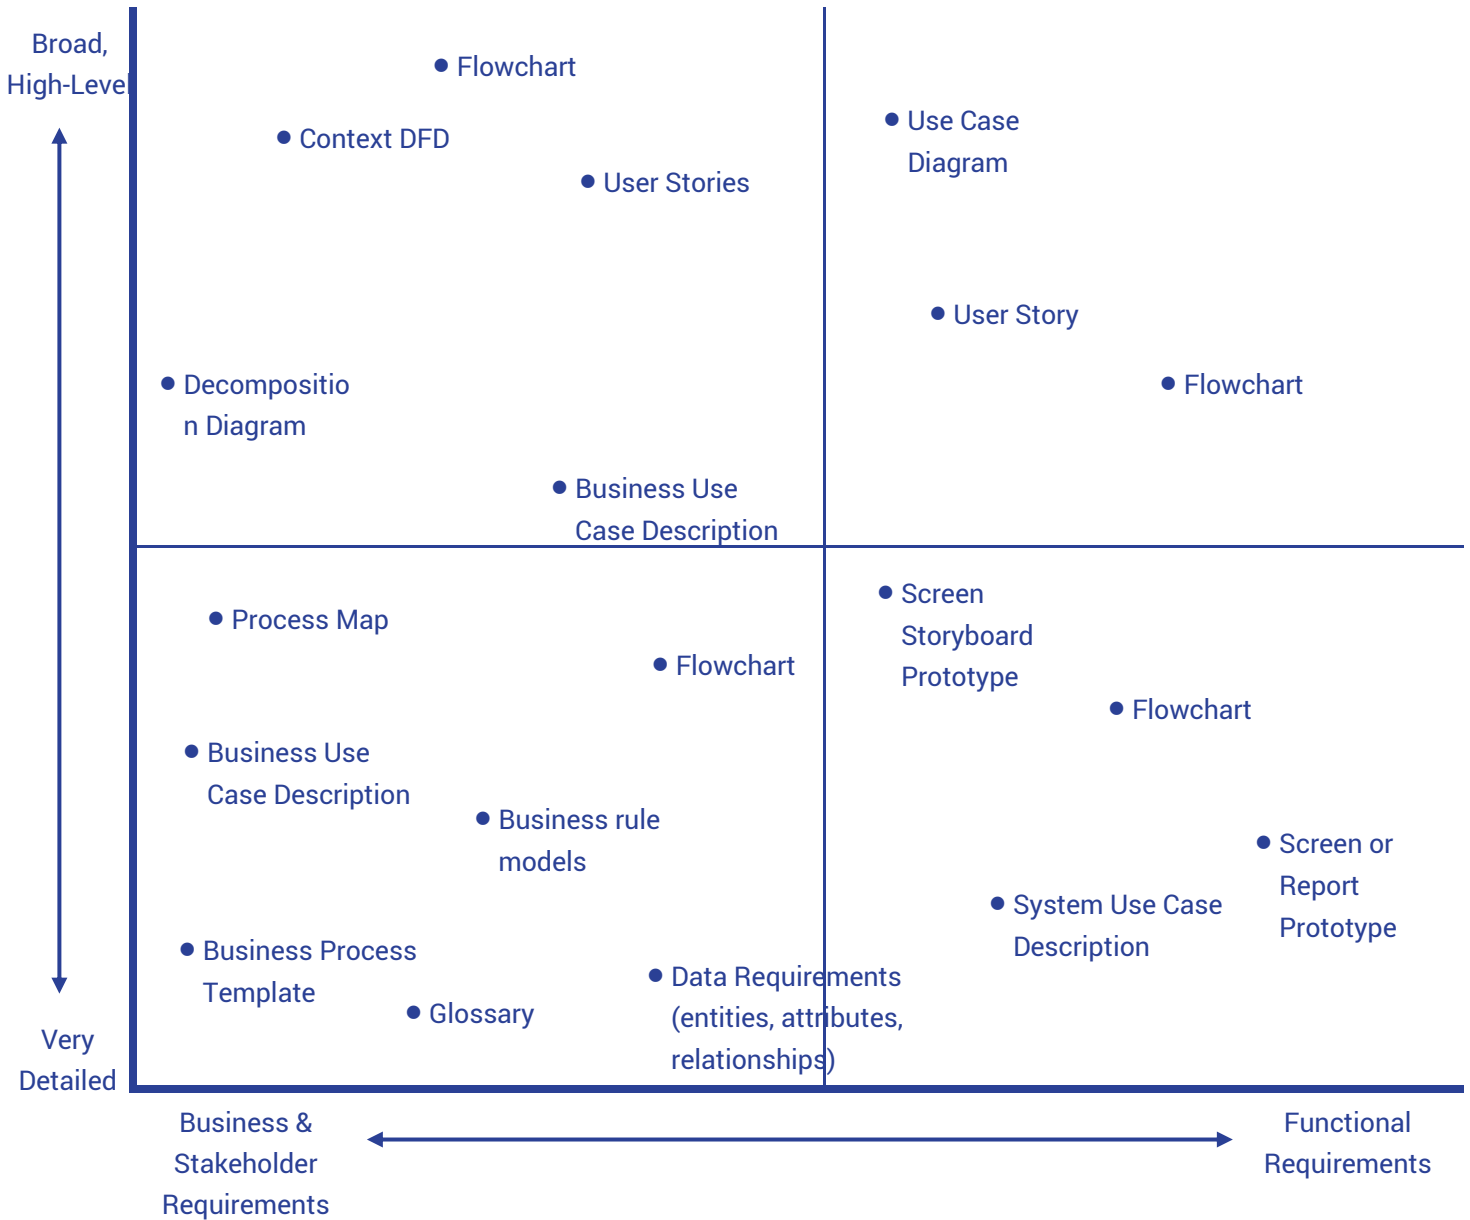 Broad,
High-Level
Flowchart
Context DFD
User Stories
Use Case
Diagram
User Story
Flowchart
Decompositio
n Diagram
Business Use
Case Description
Process Map
Flowchart
Screen
Storyboard
Prototype
Flowchart
Business Use
Case Description
Business rule
models
Screen or
Report
Prototype
System Use Case
Description
Business Process
Template
Glossary
Data Requirements
(entities, attributes,
relationships)
Very
Detailed
Business &
Stakeholder
Requirements
Functional
Requirements